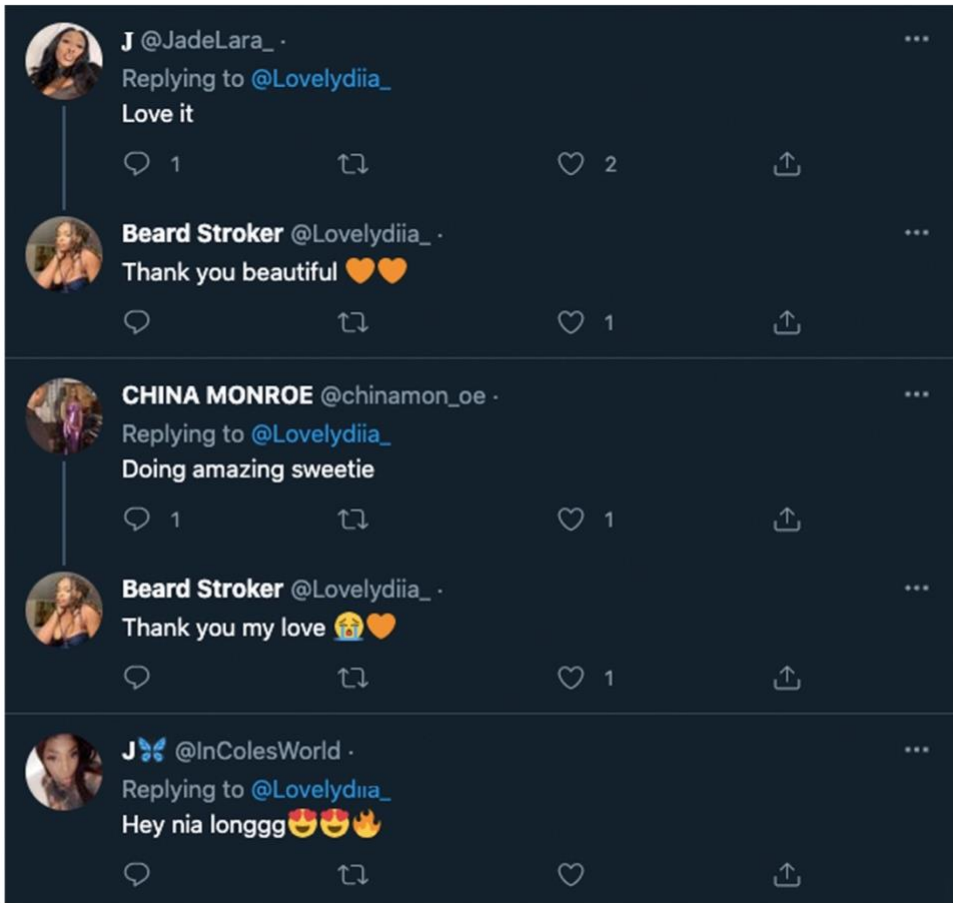 J @JadeLara_ ·
Replying to @Lovelydiia_
Love it
1 2
Beard Stroker @Lovelydiia_ ·
Thank you beautiful 🧡🧡
1
CHINA MONROE @chinamon_oe ·
Replying to @Lovelydiia_
Doing amazing sweetie
1 1
Beard Stroker @Lovelydiia_ ·
Thank you my love 😭🧡
1
J🦋 @InColesWorld ·
Replying to @Lovelydiia_
Hey nia longgg😍😍🔥